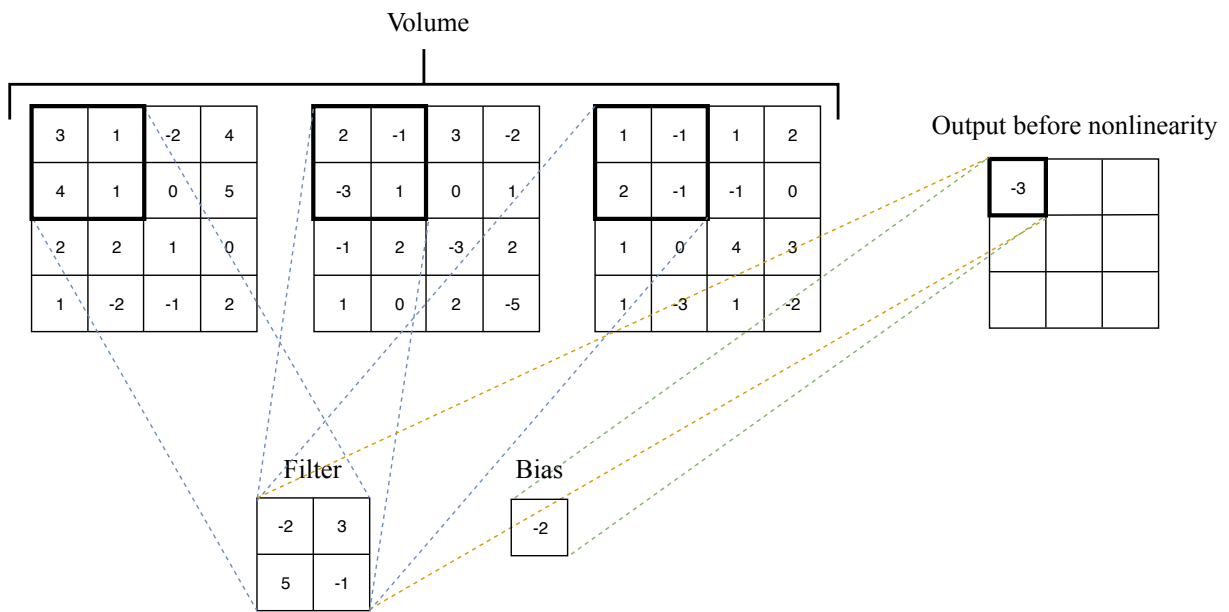 Volume
Output before nonlinearity
3 1 -2 4
4 1 0 5
2 2 1 0
1 -2 -1 2
2 -1 3 -2
-3 1 0 1
-1 2 -3 2
1 0 2 -5
1 -1 1 2
2 -1 -1 0
1 0 4 3
1 -3 1 -2
-3
Filter
-2 3
5 -1
Bias
-2